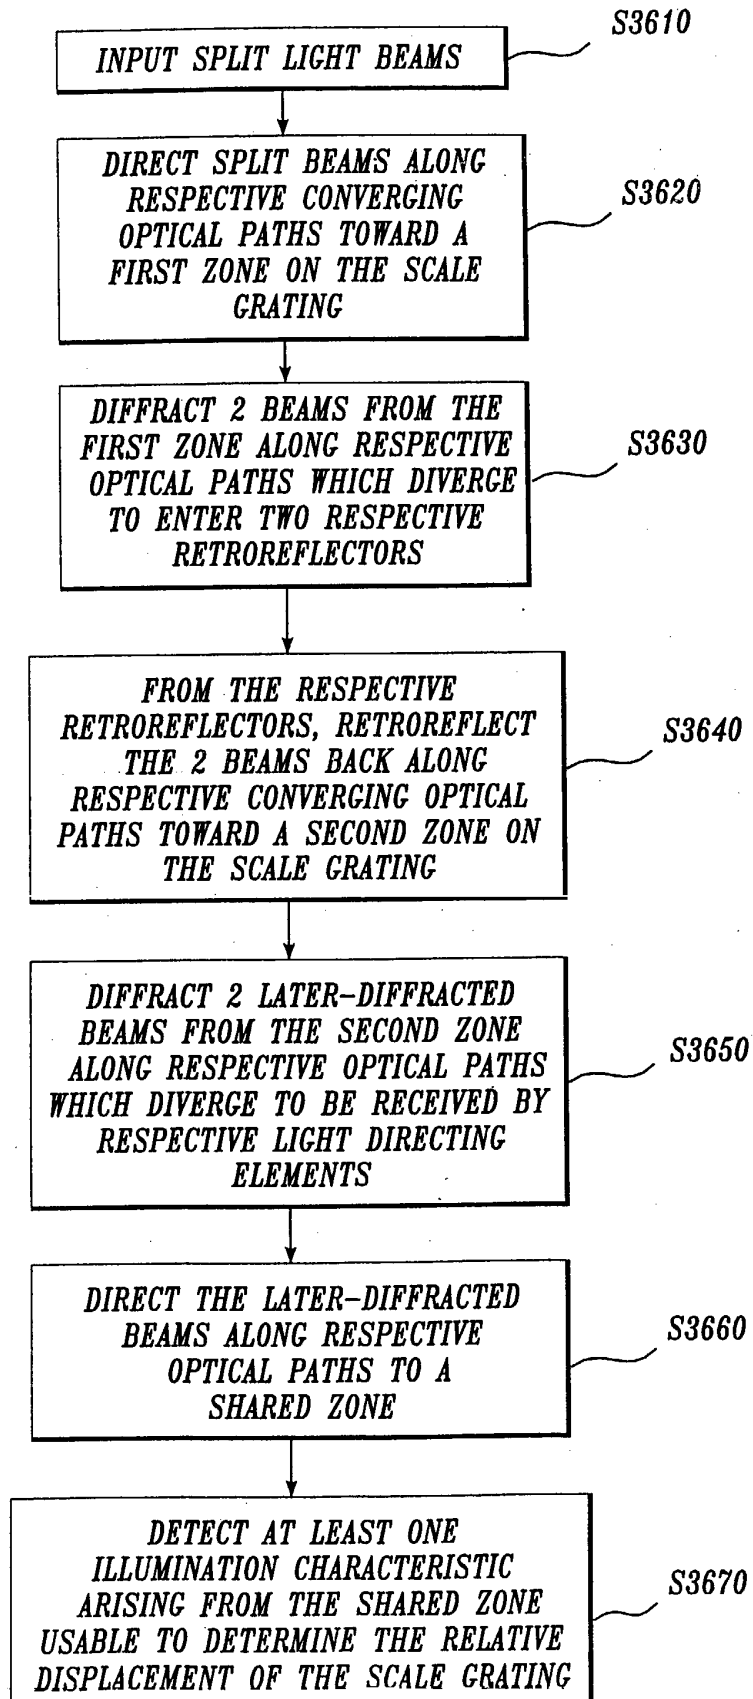 S3610
INPUT SPLIT LIGHT BEAMS
DIRECT SPLIT BEAMS ALONG
RESPECTIVE CONVERGING
OPTICAL PATHS TOWARD A
FIRST ZONE ON THE SCALE
GRATING
S3620
DIFFRACT 2 BEAMS FROM THE
FIRST ZONE ALONG RESPECTIVE
OPTICAL PATHS WHICH DIVERGE
TO ENTER TWO RESPECTIVE
RETROREFLECTORS
S3630
FROM THE RESPECTIVE
RETROREFLECTORS, RETROREFLECT
THE 2 BEAMS BACK ALONG
RESPECTIVE CONVERGING OPTICAL
PATHS TOWARD A SECOND ZONE ON
THE SCALE GRATING
S3640
DIFFRACT 2 LATER-DIFFRACTED
BEAMS FROM THE SECOND ZONE
ALONG RESPECTIVE OPTICAL PATHS
WHICH DIVERGE TO BE RECEIVED BY
RESPECTIVE LIGHT DIRECTING
ELEMENTS
S3650
DIRECT THE LATER-DIFFRACTED
BEAMS ALONG RESPECTIVE
OPTICAL PATHS TO A
SHARED ZONE
S3660
DETECT AT LEAST ONE
ILLUMINATION CHARACTERISTIC
ARISING FROM THE SHARED ZONE
USABLE TO DETERMINE THE RELATIVE
DISPLACEMENT OF THE SCALE GRATING
S3670